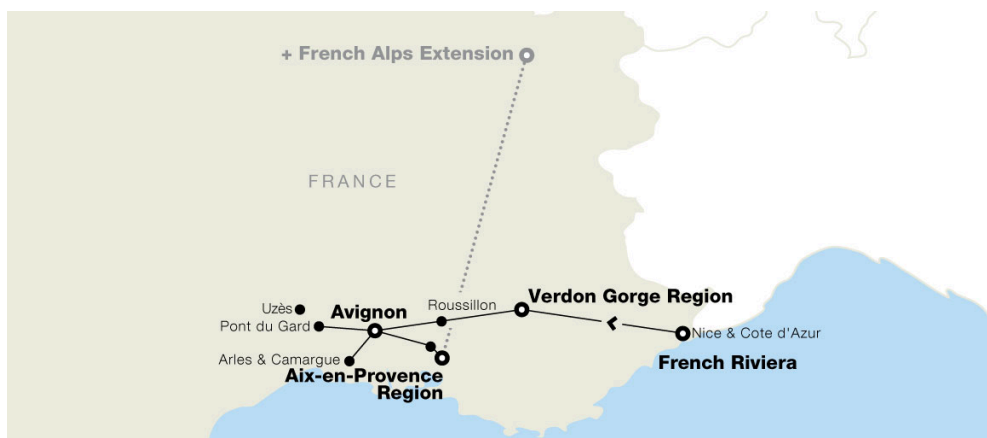 + French Alps Extension
FRANCE
Roussillon
Verdon Gorge Region
Uzès
Avignon
Pont du Gard
Nice & Cote d'Azur
Arles & Camargue
French Riviera
Aix-en-Provence
Region